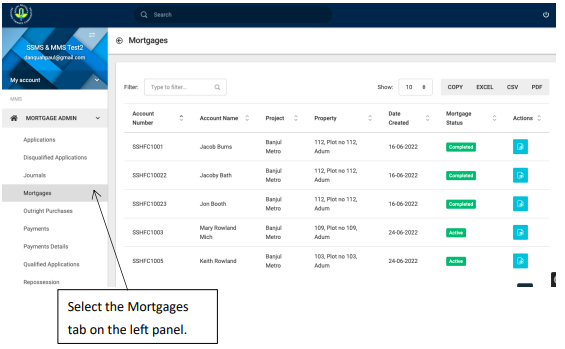 Search
SSMS & MMS Test2
danquahpaul@gmail.com
My account
MMS
MORTGAGE ADMIN
Applications
Disqualified Applications
Journals
Mortgages
Outright Purchases
Payments
Payments Details
Qualified Applications
Repossession
Mortgages
Filter: Type to filter... Show: 10 COPY EXCEL CSV PDF
Account Number Account Name Project Property Date Created Mortgage Status Actions
SSHFC1001 Jacob Burns Banjul Metro 112, Plot no 112, Adum 16-06-2022 Completed
SSHFC10022 Jacoby Bath Banjul Metro 112, Plot no 112, Adum 16-06-2022 Completed
SSHFC10023 Jon Booth Banjul Metro 112, Plot no 112, Adum 16-06-2022 Completed
SSHFC1003 Mary Rowland Mich Banjul Metro 109, Plot no 109, Adum 24-06-2022 Active
SSHFC1005 Keith Rowland Banjul Metro 103, Plot no 103, Adum 24-06-2022 Active
Select the Mortgages
tab on the left panel.